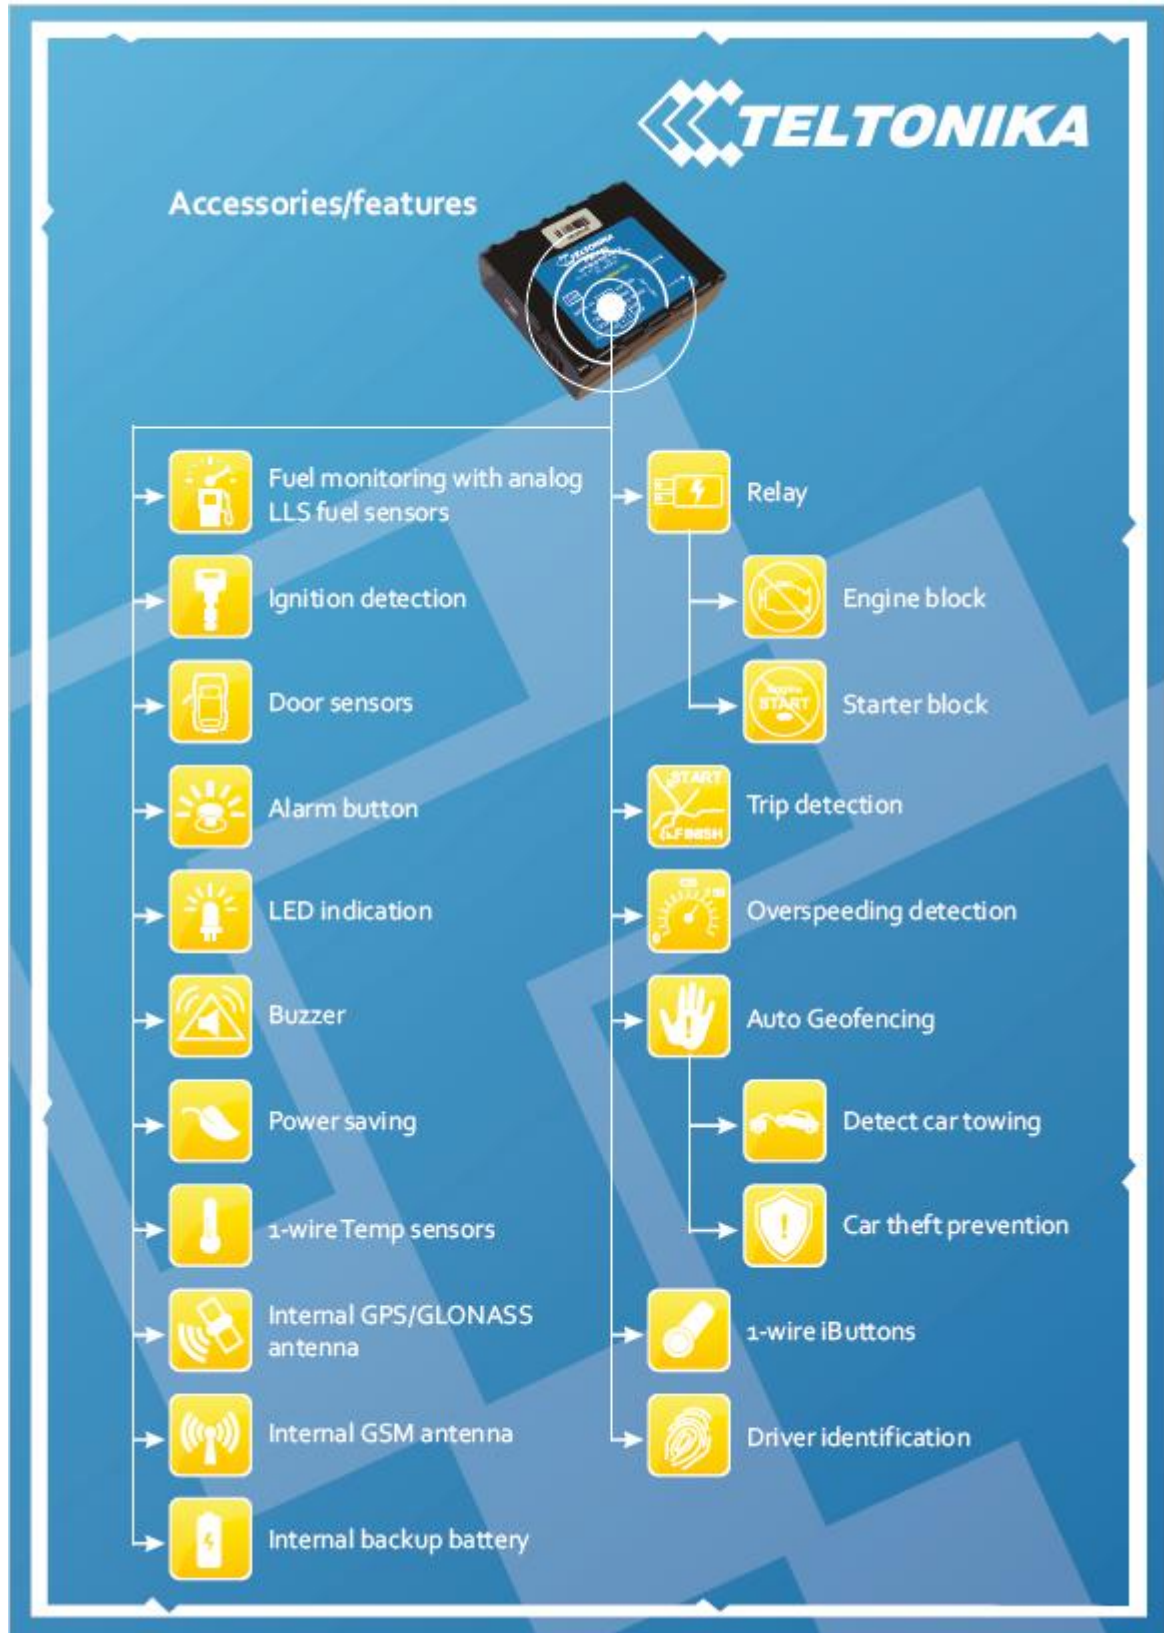 TELTONIKA
Accessories/features
TELTONIKA
Fuel monitoring with analog
LLS fuel sensors
Ignition detection
Door sensors
Alarm button
LED indication
Buzzer
Power saving
1-wire Temp sensors
Internal GPS/GLONASS
antenna
Internal GSM antenna
Internal backup battery
Relay
Engine block
START
Starter block
START
FINISH
Trip detection
Overspeeding detection
Auto Geofencing
Detect car towing
Car theft prevention
1-wire iButtons
Driver identification